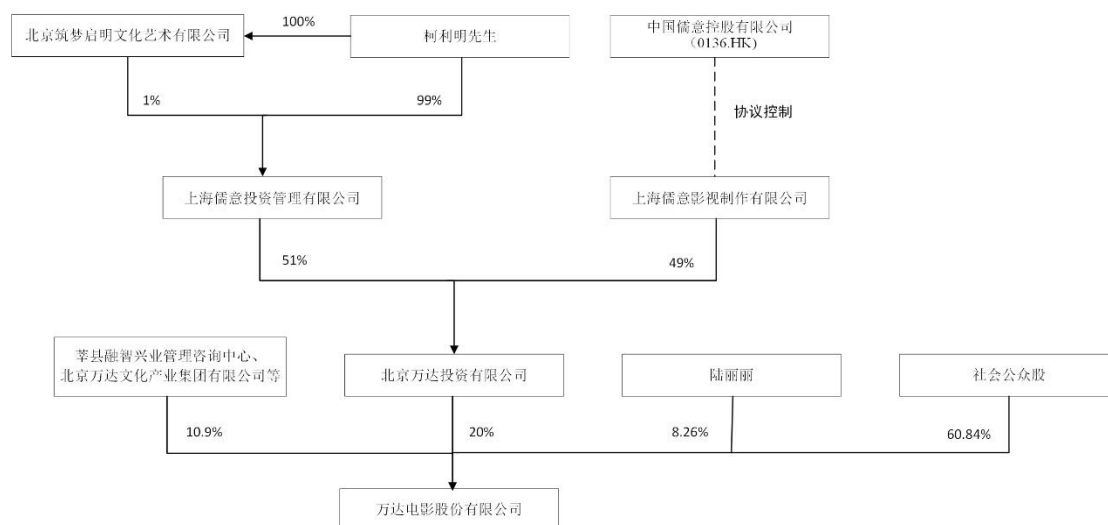 北京筑梦启明文化艺术有限公司
100%
柯利明先生
中国儒意控股有限公司
（0136.HK）
1%
99%
协议控制
上海儒意投资管理有限公司
上海儒意影视制作有限公司
51%
49%
莘县融智兴业管理咨询中心、
北京万达文化产业集团有限公司等
北京万达投资有限公司
陆丽丽
社会公众股
10.9%
20%
8.26%
60.84%
万达电影股份有限公司